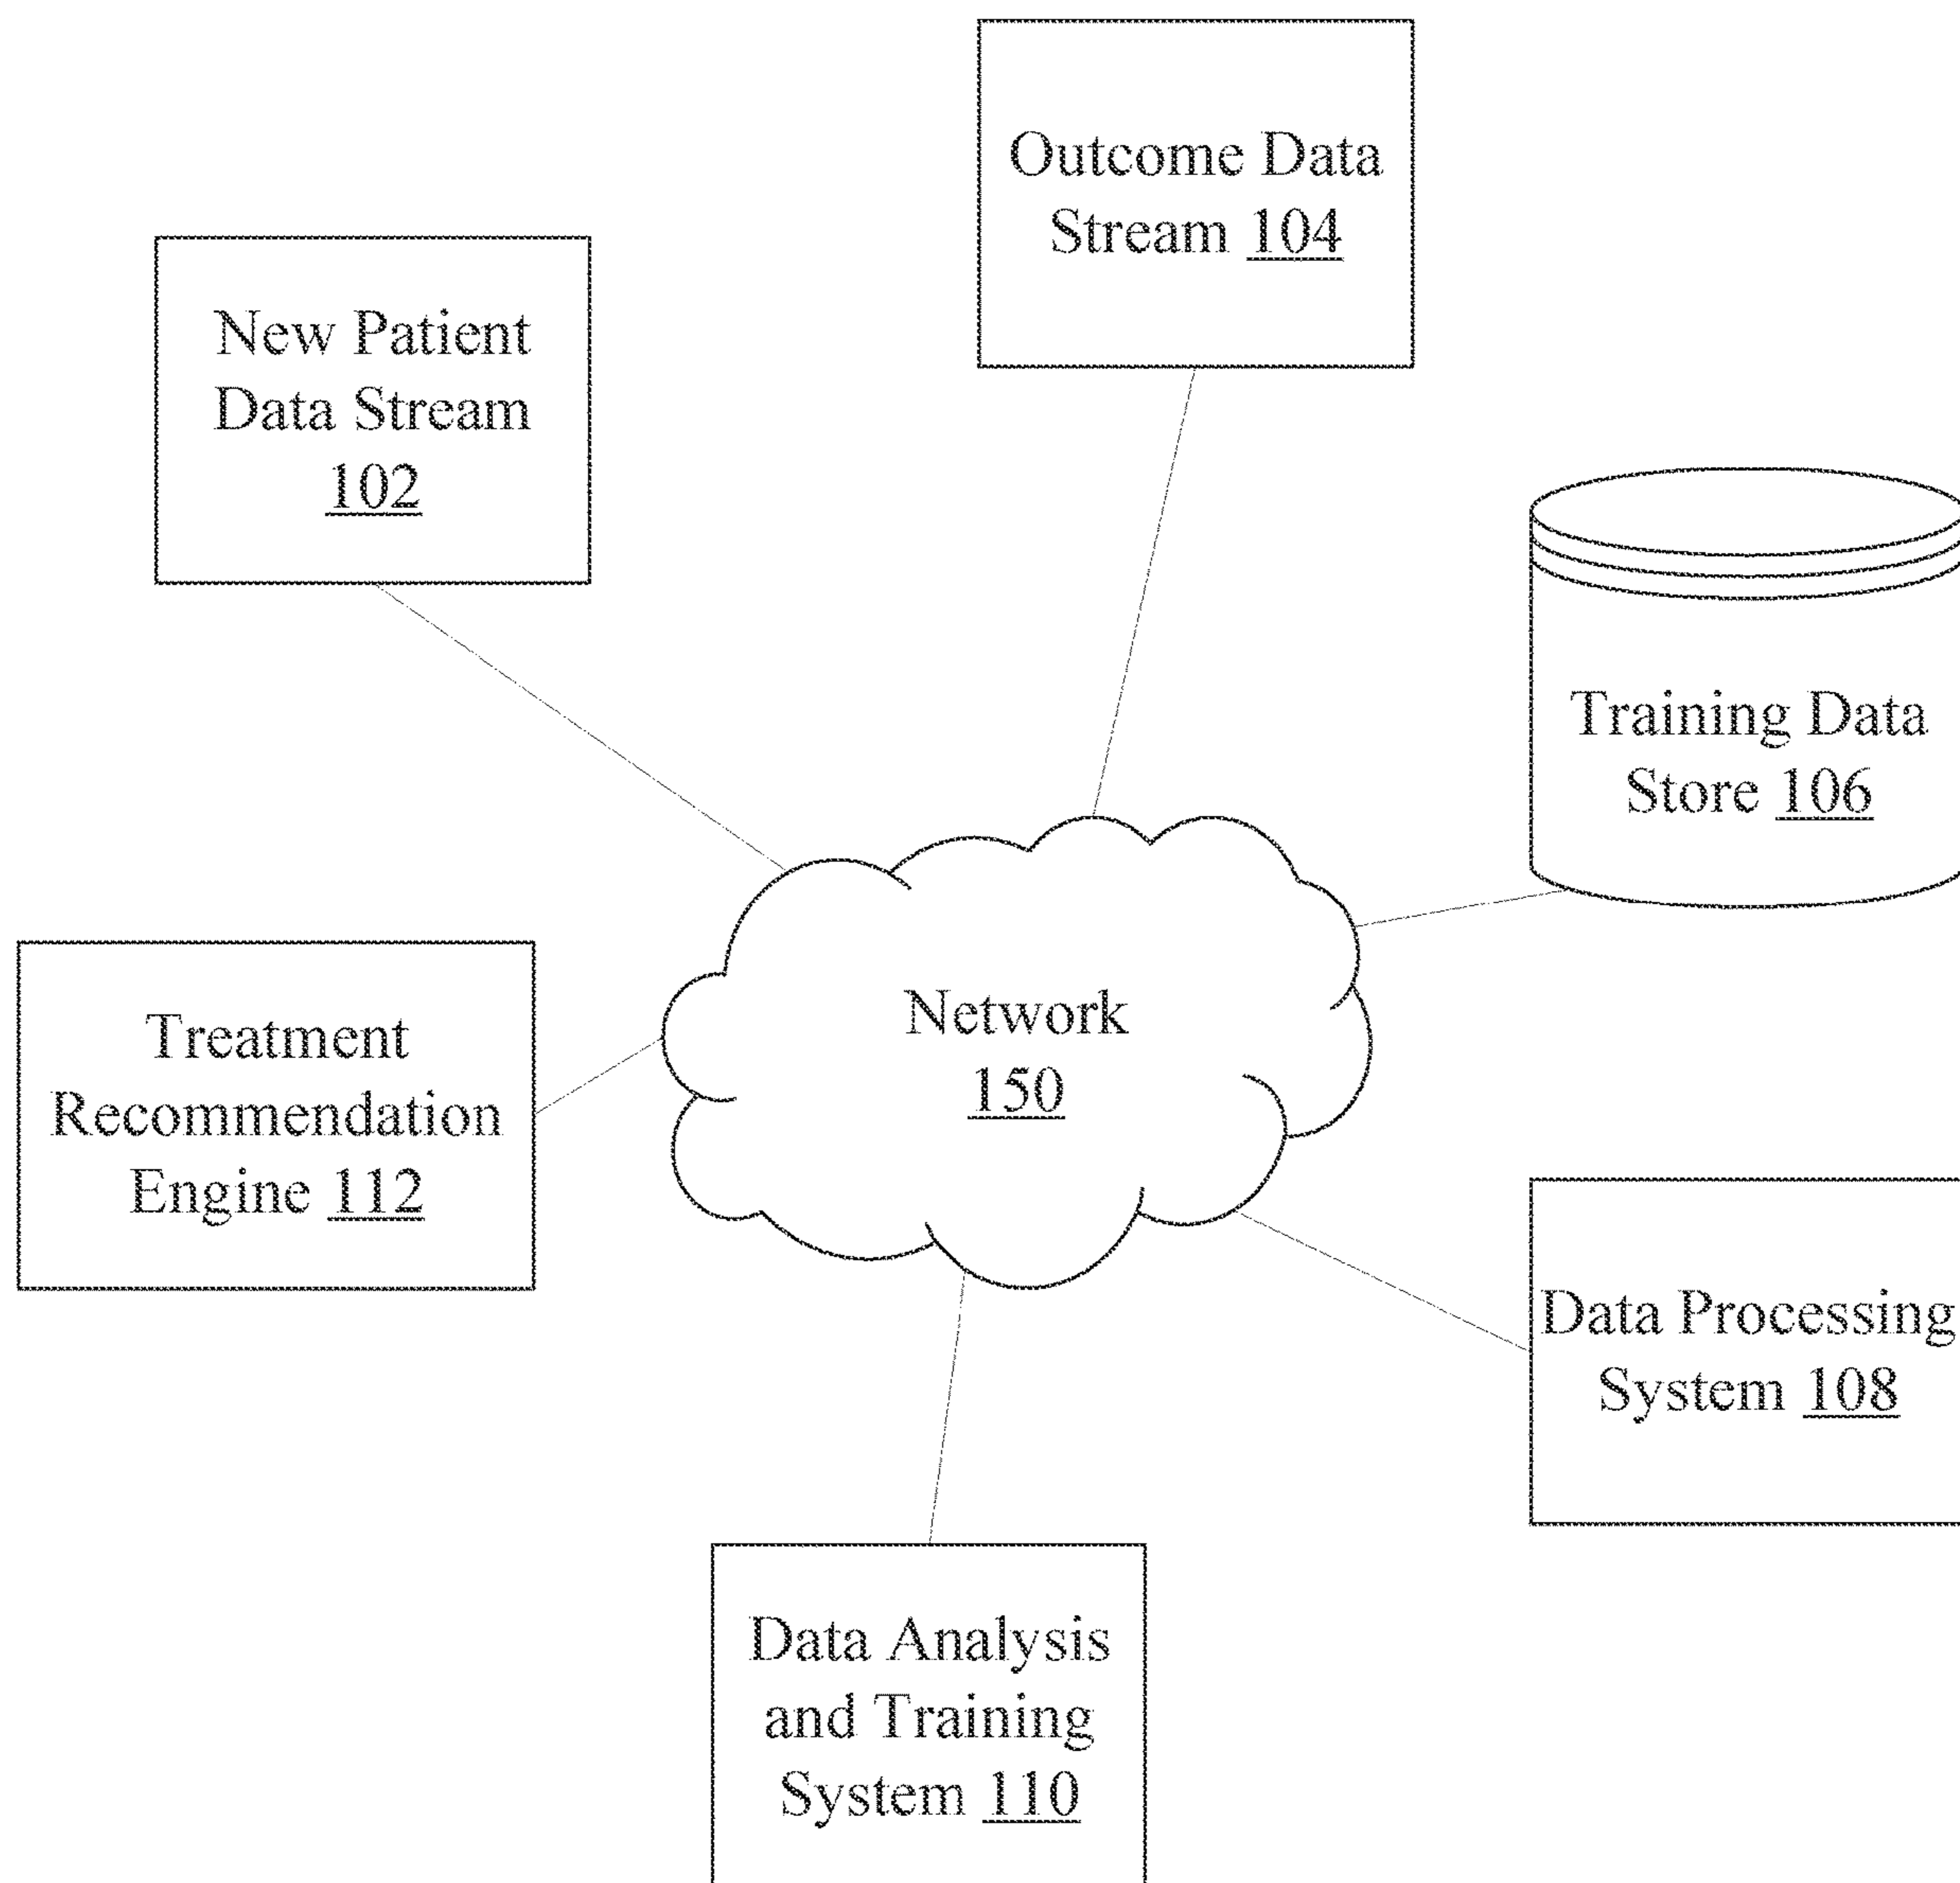 Outcome Data
Stream 104
New Patient
Data Stream
102
Training Data
Store 106
Network
150
Treatment
Recommendation
Engine 112
Data Processing
System 108
Data Analysis
and Training
System 110